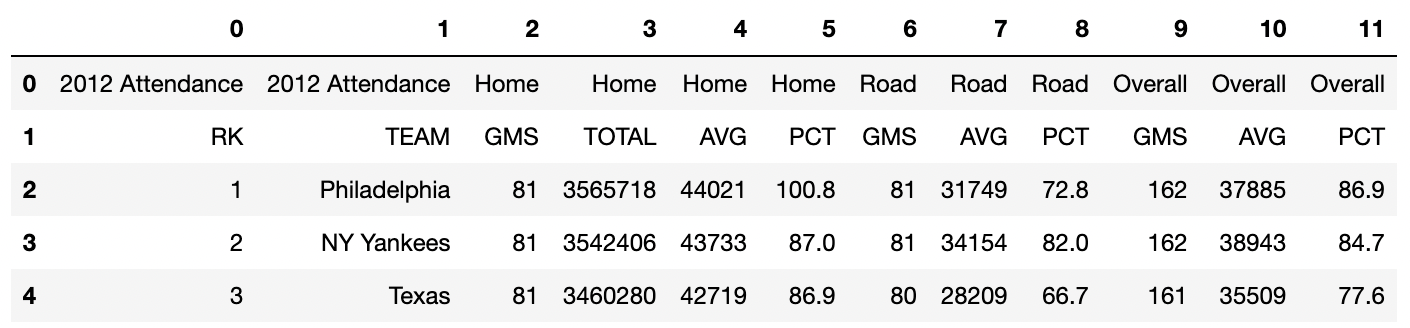 0 1 2 3 4 5 6 7 8 9 10 11
0 2012 Attendance 2012 Attendance Home Home Home Home Road Road Road Overall Overall Overall
1 RK TEAM GMS TOTAL AVG PCT GMS AVG PCT GMS AVG PCT
2 1 Philadelphia 81 3565718 44021 100.8 81 31749 72.8 162 37885 86.9
3 2 NY Yankees 81 3542406 43733 87.0 81 34154 82.0 162 38943 84.7
4 3 Texas 81 3460280 42719 86.9 80 28209 66.7 161 35509 77.6